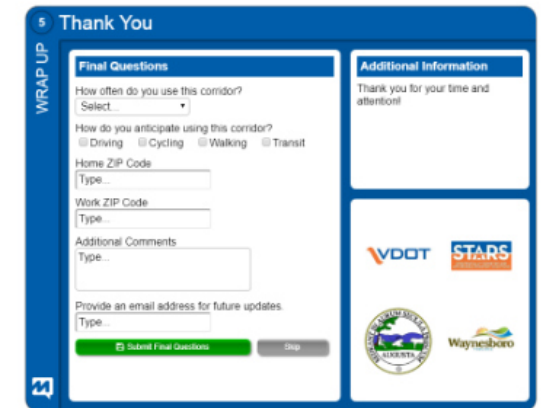 5 Thank You
WRAP UP
Final Questions
How often do you use this corridor?
Select...
How do you anticipate using this corridor?
Driving Cycling Walking Transit
Home ZIP Code
Type...
Work ZIP Code
Type...
Additional Comments
Type...
Provide an email address for future updates.
Type...
Submit Final Questions
Skip
Additional Information
Thank you for your time and
attention!
VDOT
STARS
AUGUSTA
Waynesboro